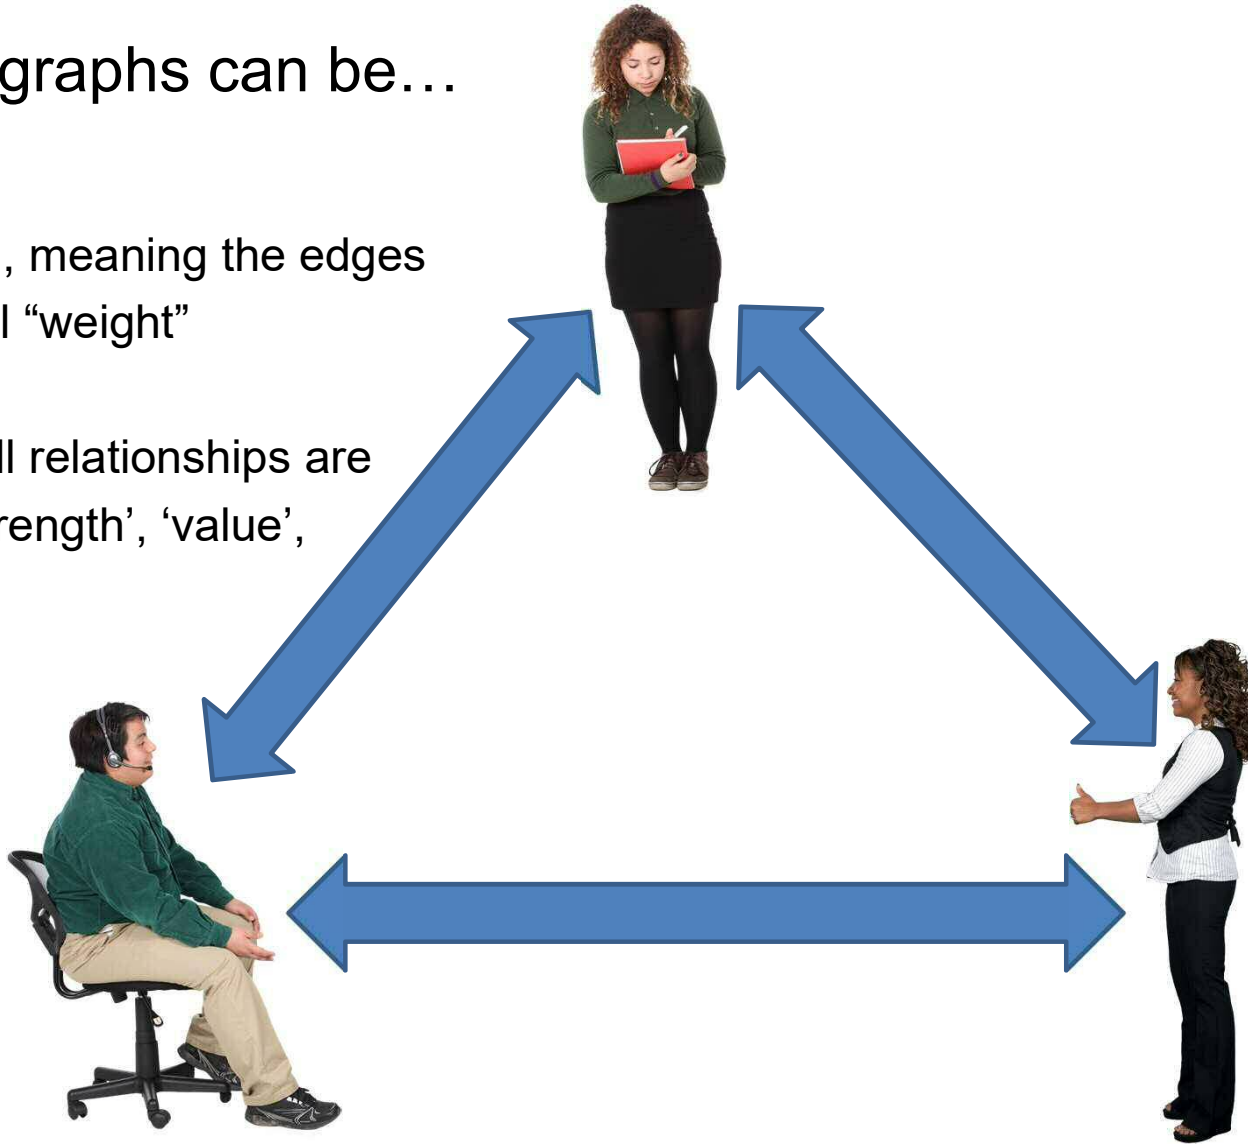 graphs can be…
, meaning the edges
l “weight”
ll relationships are
rength’, ‘value’,